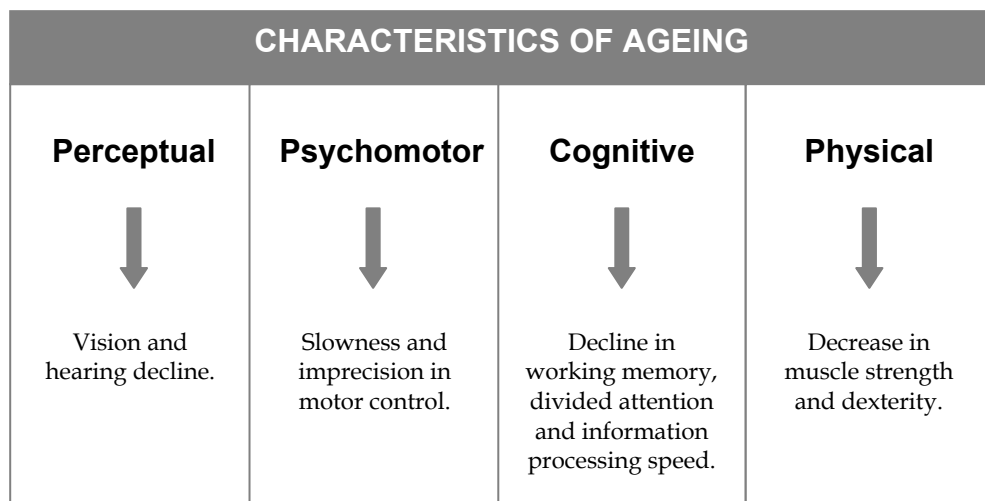 CHARACTERISTICS OF AGEING
Perceptual
Vision and
hearing decline.
Psychomotor
Slowness and
imprecision in
motor control.
Cognitive
Decline in
working memory,
divided attention
and information
processing speed.
Physical
Decrease in
muscle strength
and dexterity.